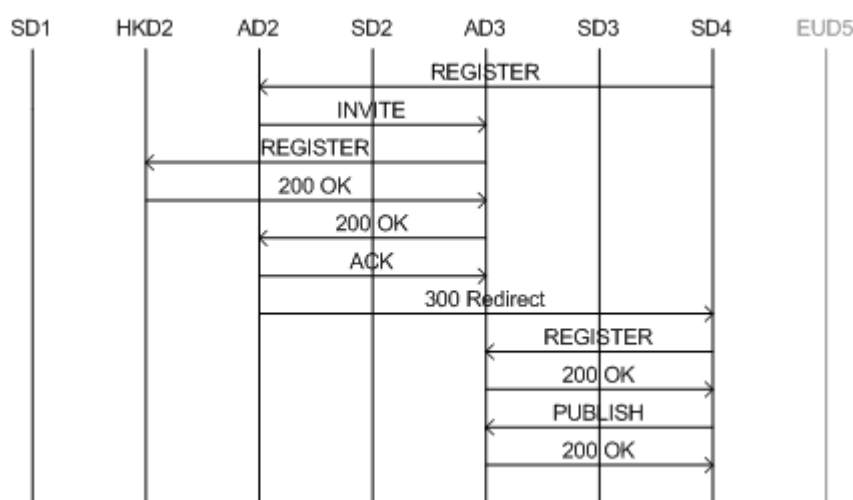 SD1 HKD2 AD2 SD2 AD3 SD3 SD4 EUD5
REGISTER
INVITE
REGISTER
200 OK
200 OK
ACK
300 Redirect
REGISTER
200 OK
PUBLISH
200 OK